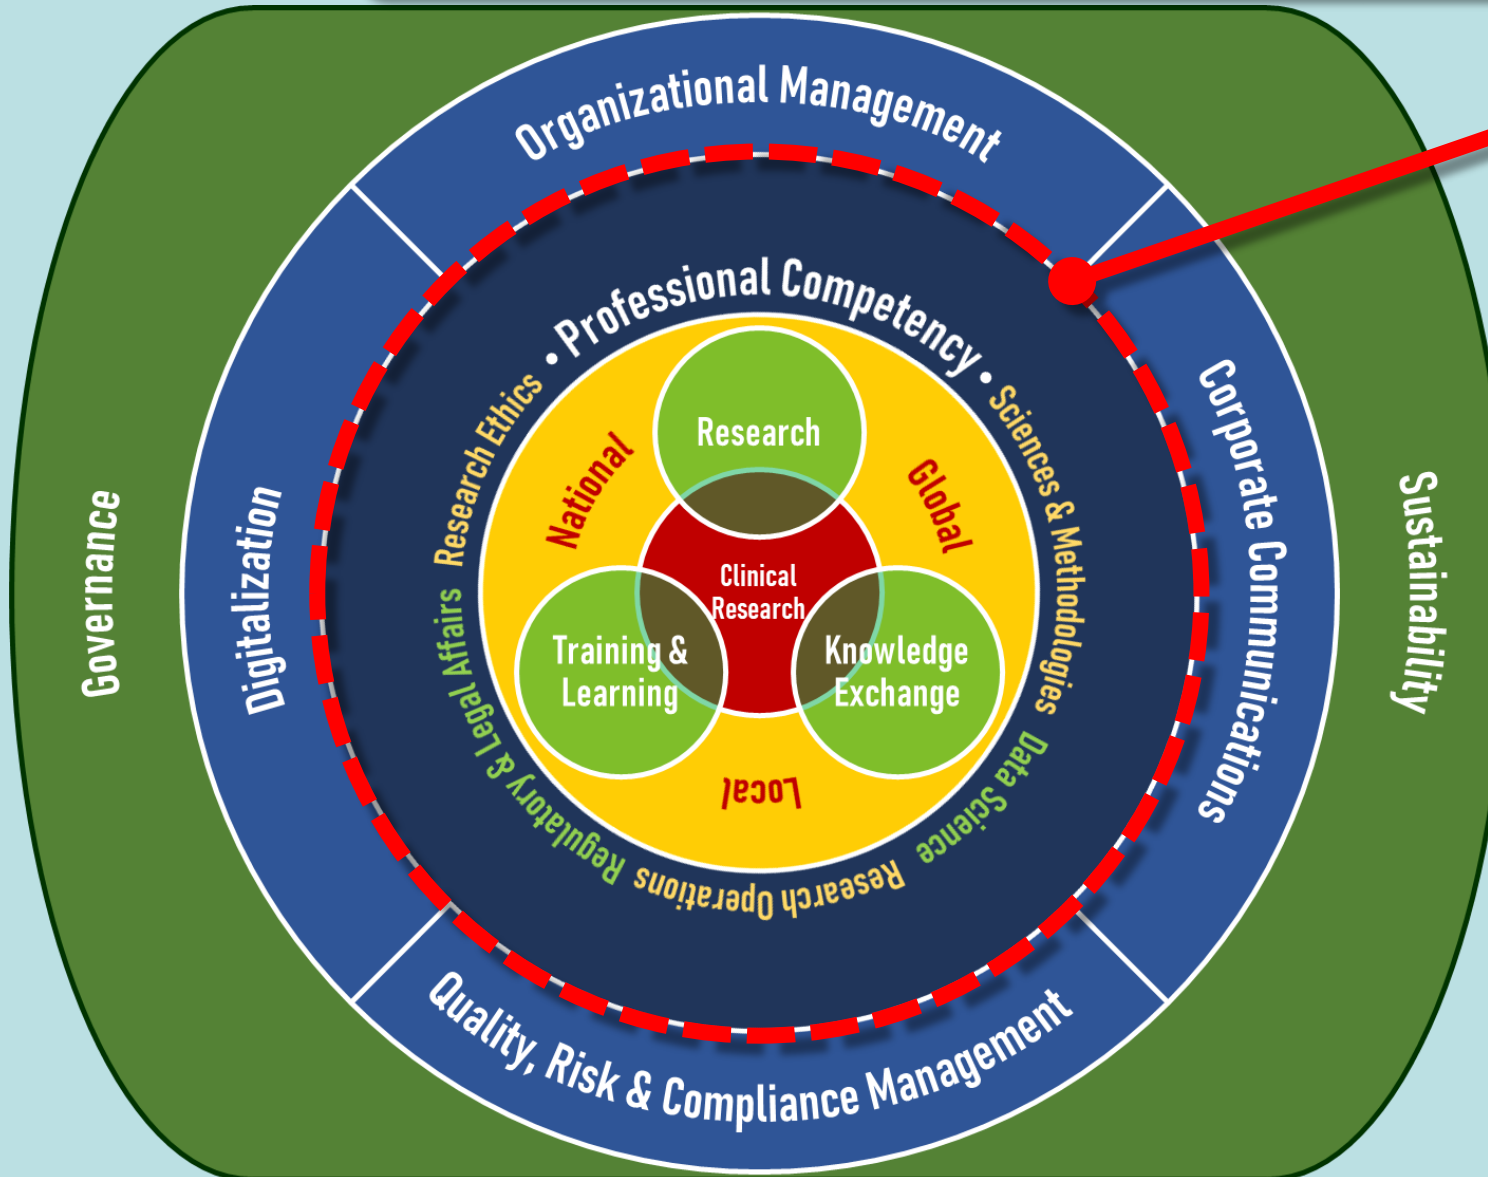 Organizational Management
Governance
Digitalization
Corporate Communications
Sustainability
Quality, Risk & Compliance Management
• Professional Competency •
Sciences & Methodologies
Data Science
Research Operations
Regulatory & Legal Affairs
Research Ethics
National
Global
Local
Research
Clinical
Research
Training &
Learning
Knowledge
Exchange